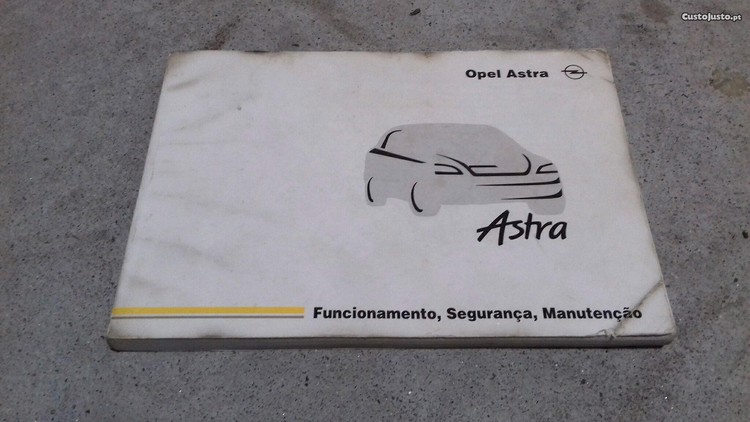 CustoJusto.pt
Opel Astra
Astra
Funcionamento, Segurança, Manutenção